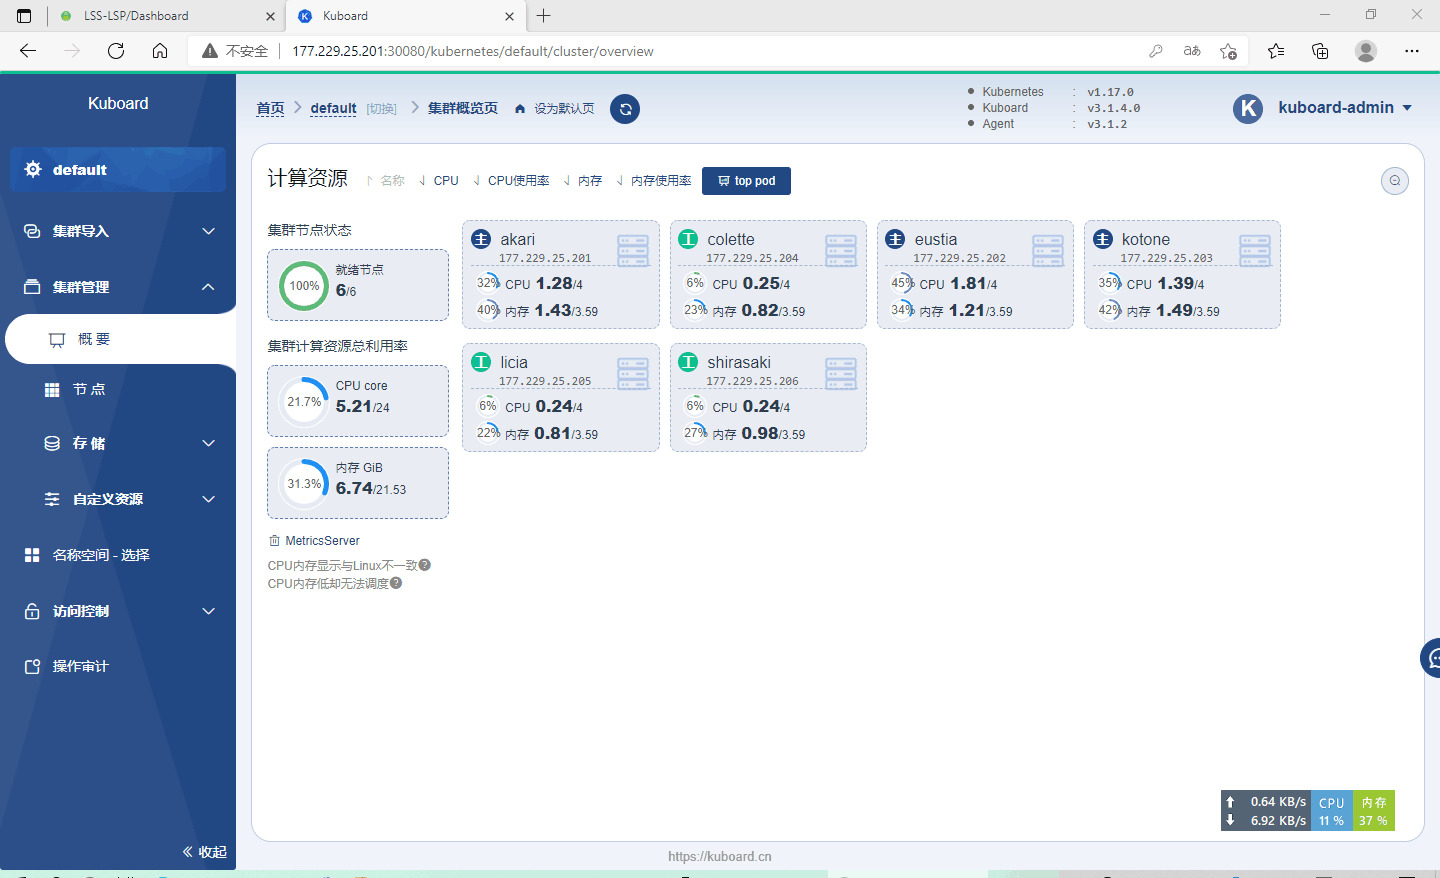 LSS-LSP/Dashboard
Kuboard
不安全
177.229.25.201:30080/kubernetes/default/cluster/overview
Kuboard
default
集群导入
集群管理
概 要
节 点
存 储
自定义资源
名称空间 - 选择
访问控制
操作审计
收起
首页
default [切换]
集群概览页
设为默认页
Kubernetes : v1.17.0
Kuboard : v3.1.4.0
Agent : v3.1.2
K
kuboard-admin
计算资源
名称
CPU
CPU使用率
内存
内存使用率
top pod
集群节点状态
100%
就绪节点
6/6
集群计算资源总利用率
21.7%
CPU core
5.21/24
31.3%
内存 GiB
6.74/21.53
MetricsServer
CPU内存显示与Linux不一致?
CPU内存低却无法调度?
主 akari
177.229.25.201
32% CPU 1.28/4
40% 内存 1.43/3.59
工 colette
177.229.25.204
6% CPU 0.25/4
23% 内存 0.82/3.59
主 eustia
177.229.25.202
45% CPU 1.81/4
34% 内存 1.21/3.59
主 kotone
177.229.25.203
35% CPU 1.39/4
42% 内存 1.49/3.59
工 licia
177.229.25.205
6% CPU 0.24/4
22% 内存 0.81/3.59
工 shirasaki
177.229.25.206
6% CPU 0.24/4
27% 内存 0.98/3.59
0.64 KB/s CPU 内存
6.92 KB/s 11 % 37 %
https://kuboard.cn